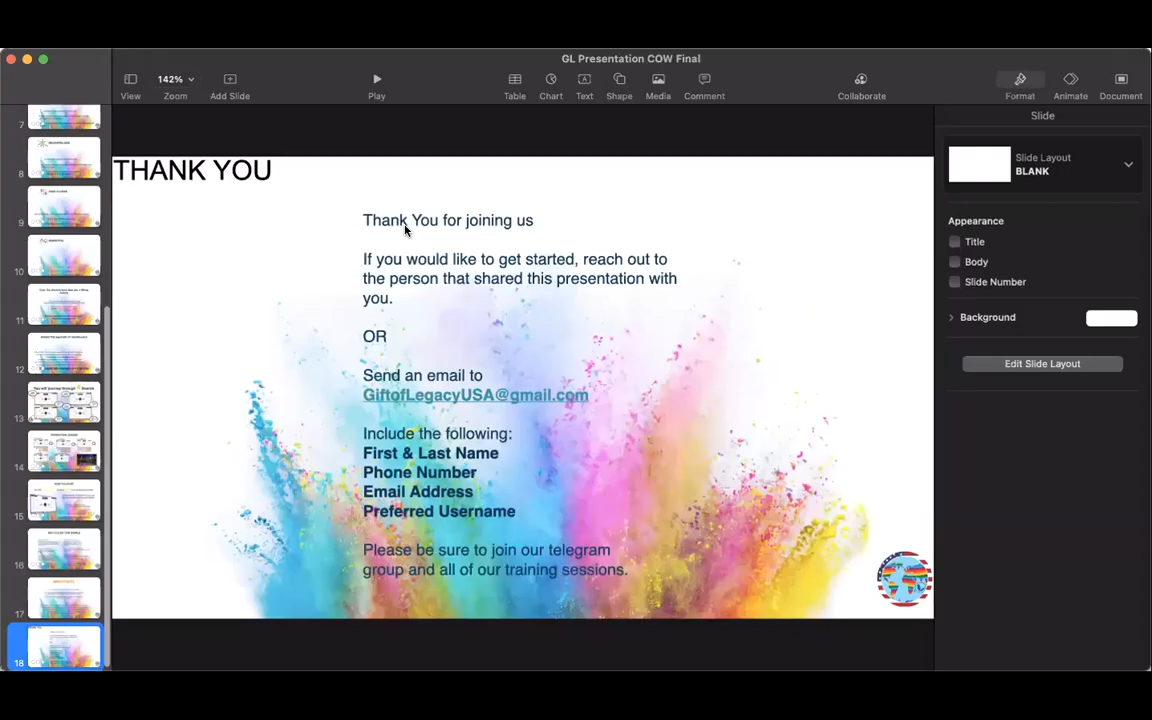 GL Presentation COW Final
142%
View
Zoom
Add Slide
Play
Table
Chart
Text
Shape
Media
Comment
Collaborate
Format
Animate
Document
7
8
9
10
11
12
13
14
15
16
17
18
THANK YOU
Thank You for joining us
If you would like to get started, reach out to
the person that shared this presentation with
you.
OR
Send an email to
GiftofLegacyUSA@gmail.com
Include the following:
First & Last Name
Phone Number
Email Address
Preferred Username
Please be sure to join our telegram
group and all of our training sessions.
Slide
Slide Layout
BLANK
Appearance
Title
Body
Slide Number
Background
Edit Slide Layout